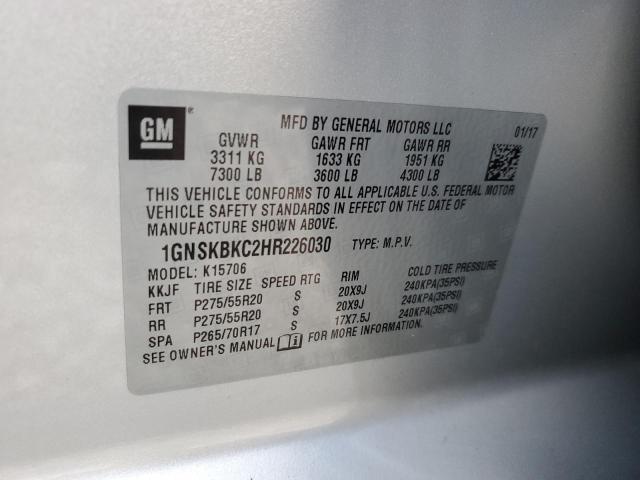 GM
MFD BY GENERAL MOTORS LLC 01/17
GVWR GAWR FRT GAWR RR
3311 KG 1633 KG 1951 KG
7300 LB 3600 LB 4300 LB
THIS VEHICLE CONFORMS TO ALL APPLICABLE U.S. FEDERAL MOTOR
VEHICLE SAFETY STANDARDS IN EFFECT ON THE DATE OF
MANUFACTURE SHOWN ABOVE.
1GNSKBKC2HR226030 TYPE: M.P.V.
MODEL: K15706
KKJF TIRE SIZE SPEED RTG RIM COLD TIRE PRESSURE
FRT P275/55R20 S 20X9J 240KPA(35PSI)
RR P275/55R20 S 20X9J 240KPA(35PSI)
SPA P265/70R17 S 17X7.5J 240KPA(35PSI)
SEE OWNER'S MANUAL FOR MORE INFORMATION.